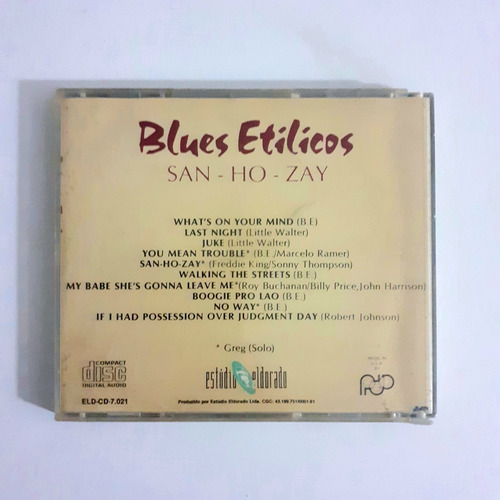 Blues Etílicos
SAN - HO - ZAY
WHAT'S ON YOUR MIND (B.E)
LAST NIGHT (Little Walter)
JUKE (Little Walter)
YOU MEAN TROUBLE* (B.E./Marcelo Ramer)
SAN-HO-ZAY* (Freddie King/Sonny Thompson)
WALKING THE STREETS (B.E.)
MY BABE SHE'S GONNA LEAVE ME*(Roy Buchanan/Billy Price,John Harrison)
BOOGIE PRO LAO (B.E.)
NO WAY* (B.E.)
IF I HAD POSSESSION OVER JUDGMENT DAY (Robert Johnson)
* Greg (Solo)
COMPACT
disc
DIGITAL AUDIO
estúdio eldorado
ELD-CD-7.021
Produzido por Estúdio Eldorado Ltda.